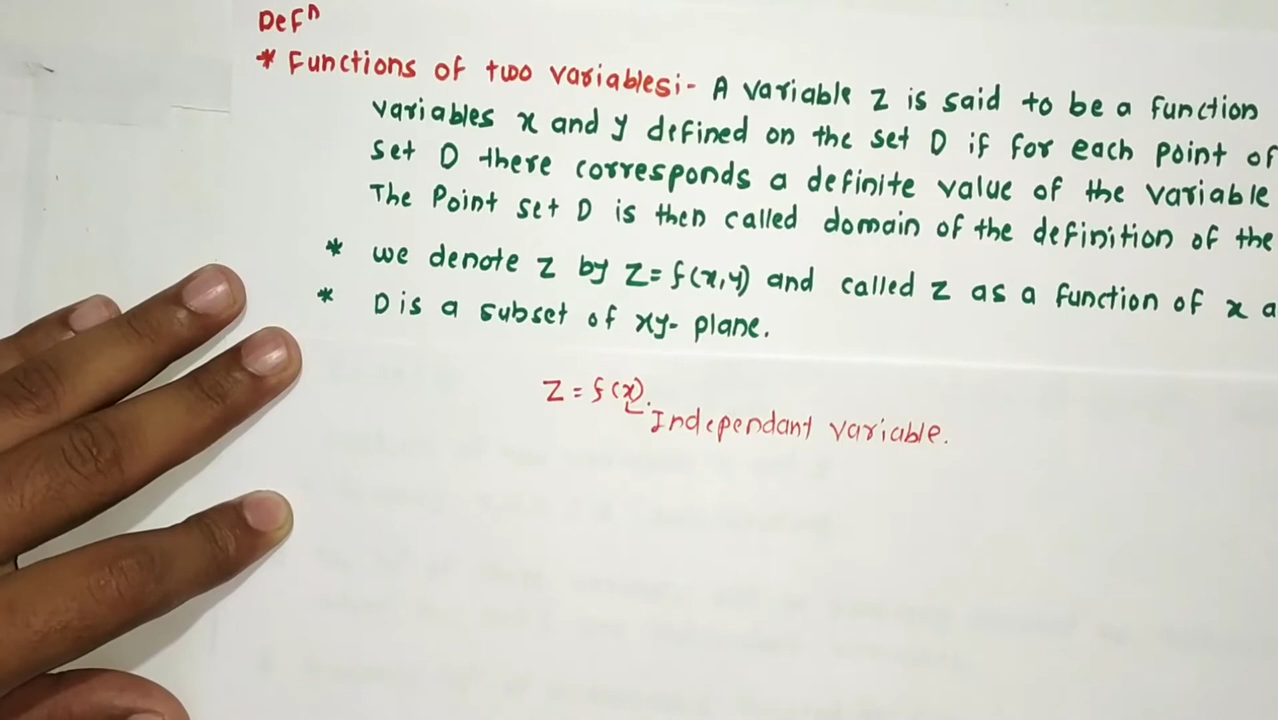 Defⁿ
* Functions of two variables:- A variable z is said to be a function
variables x and y defined on the set D if for each point of
set D there corresponds a definite value of the variable
The Point set D is then called domain of the definition of the
* we denote z by z=f(x,y) and called z as a function of x a
* D is a subset of xy-plane.
z = f(x).
Independant variable.